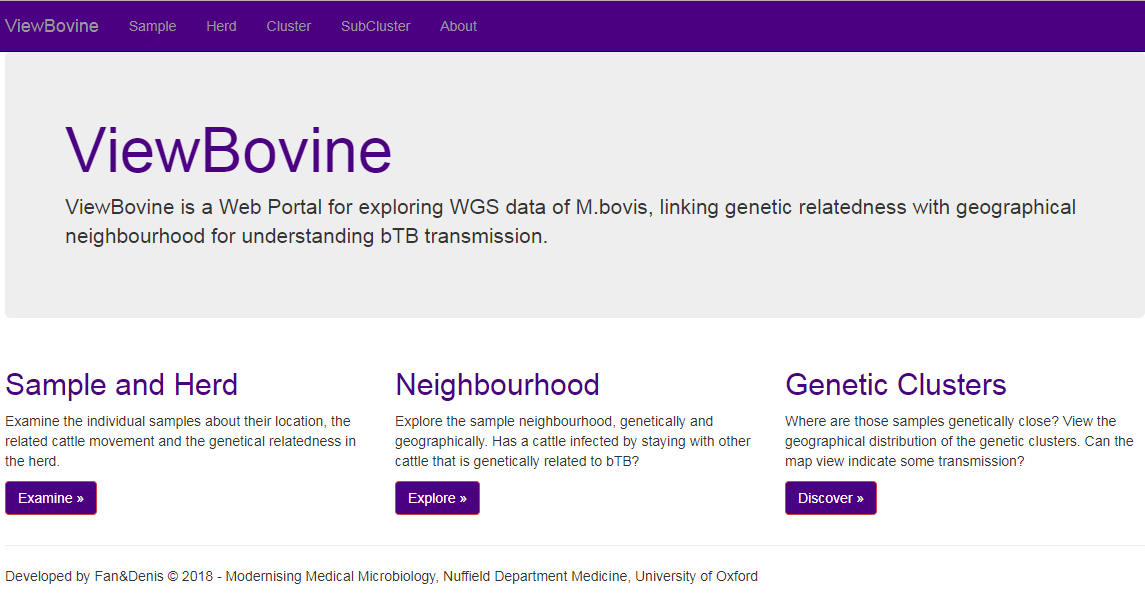 ViewBovine Sample Herd Cluster SubCluster About
ViewBovine
ViewBovine is a Web Portal for exploring WGS data of M.bovis, linking genetic relatedness with geographical
neighbourhood for understanding bTB transmission.
Sample and Herd
Examine the individual samples about their location, the
related cattle movement and the genetical relatedness in
the herd.
Examine »
Neighbourhood
Explore the sample neighbourhood, genetically and
geographically. Has a cattle infected by staying with other
cattle that is genetically related to bTB?
Explore »
Genetic Clusters
Where are those samples genetically close? View the
geographical distribution of the genetic clusters. Can the
map view indicate some transmission?
Discover »
Developed by Fan&Denis © 2018 - Modernising Medical Microbiology, Nuffield Department Medicine, University of Oxford